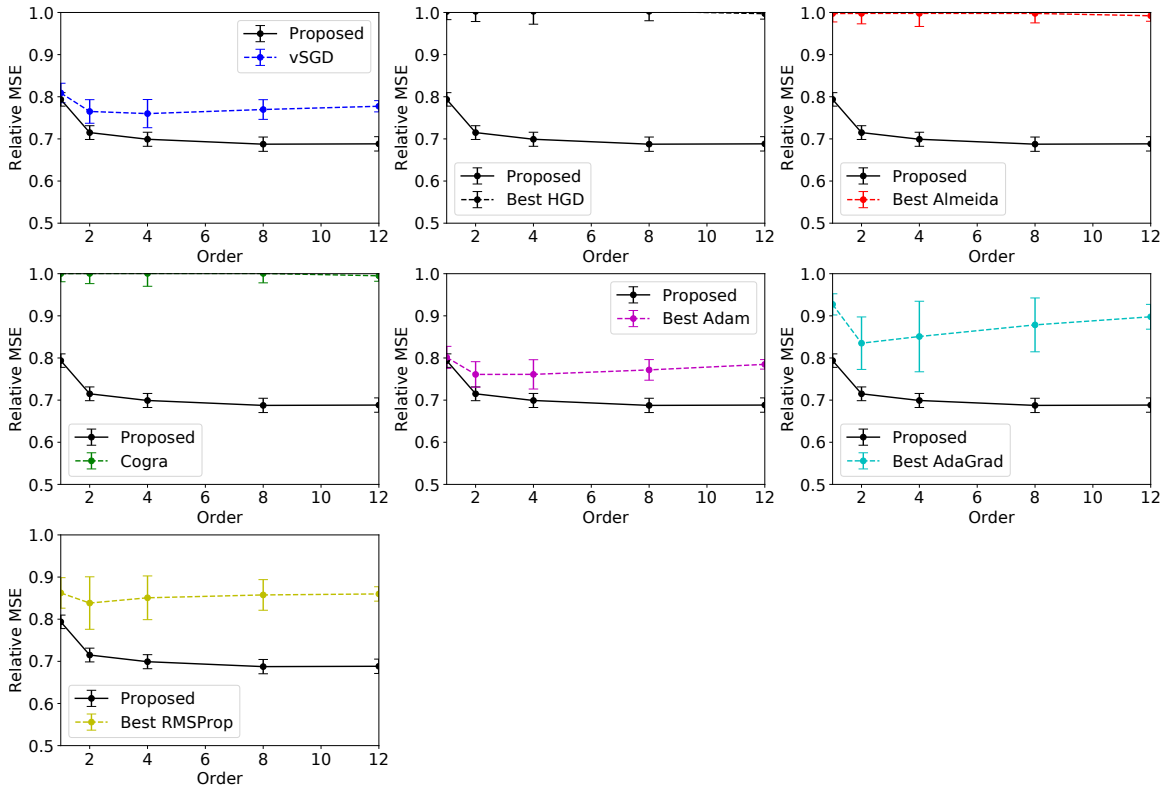 1.0
0.9
0.8
0.7
0.6
0.5
Relative MSE
Proposed
vSGD
2 4 6 8 10 12
Order
1.0
0.9
0.8
0.7
0.6
0.5
Relative MSE
Proposed
Best HGD
2 4 6 8 10 12
Order
1.0
0.9
0.8
0.7
0.6
0.5
Relative MSE
Proposed
Best Almeida
2 4 6 8 10 12
Order
1.0
0.9
0.8
0.7
0.6
0.5
Relative MSE
Proposed
Cogra
2 4 6 8 10 12
Order
1.0
0.9
0.8
0.7
0.6
0.5
Relative MSE
Proposed
Best Adam
2 4 6 8 10 12
Order
1.0
0.9
0.8
0.7
0.6
0.5
Relative MSE
Proposed
Best AdaGrad
2 4 6 8 10 12
Order
1.0
0.9
0.8
0.7
0.6
0.5
Relative MSE
Proposed
Best RMSProp
2 4 6 8 10 12
Order